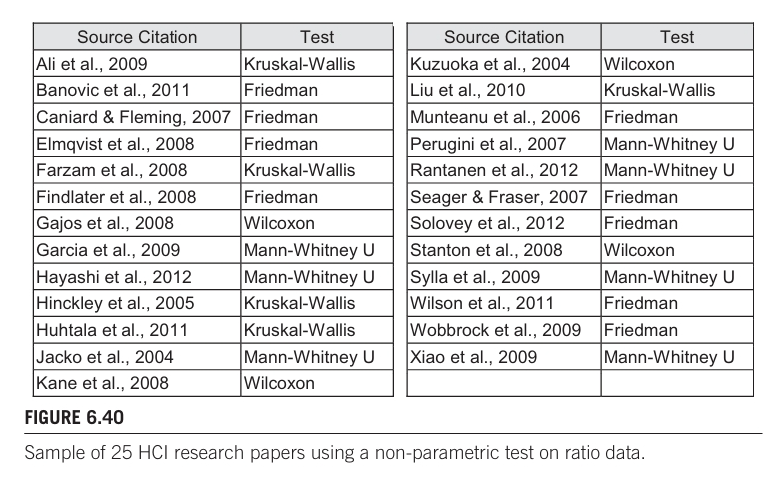 Source Citation Test
Ali et al., 2009 Kruskal-Wallis
Banovic et al., 2011 Friedman
Caniard & Fleming, 2007 Friedman
Elmqvist et al., 2008 Friedman
Farzam et al., 2008 Kruskal-Wallis
Findlater et al., 2008 Friedman
Gajos et al., 2008 Wilcoxon
Garcia et al., 2009 Mann-Whitney U
Hayashi et al., 2012 Mann-Whitney U
Hinckley et al., 2005 Kruskal-Wallis
Huhtala et al., 2011 Kruskal-Wallis
Jacko et al., 2004 Mann-Whitney U
Kane et al., 2008 Wilcoxon
Source Citation Test
Kuzuoka et al., 2004 Wilcoxon
Liu et al., 2010 Kruskal-Wallis
Munteanu et al., 2006 Friedman
Perugini et al., 2007 Mann-Whitney U
Rantanen et al., 2012 Mann-Whitney U
Seager & Fraser, 2007 Friedman
Solovey et al., 2012 Friedman
Stanton et al., 2008 Wilcoxon
Sylla et al., 2009 Mann-Whitney U
Wilson et al., 2011 Friedman
Wobbrock et al., 2009 Friedman
Xiao et al., 2009 Mann-Whitney U
FIGURE 6.40
Sample of 25 HCI research papers using a non-parametric test on ratio data.